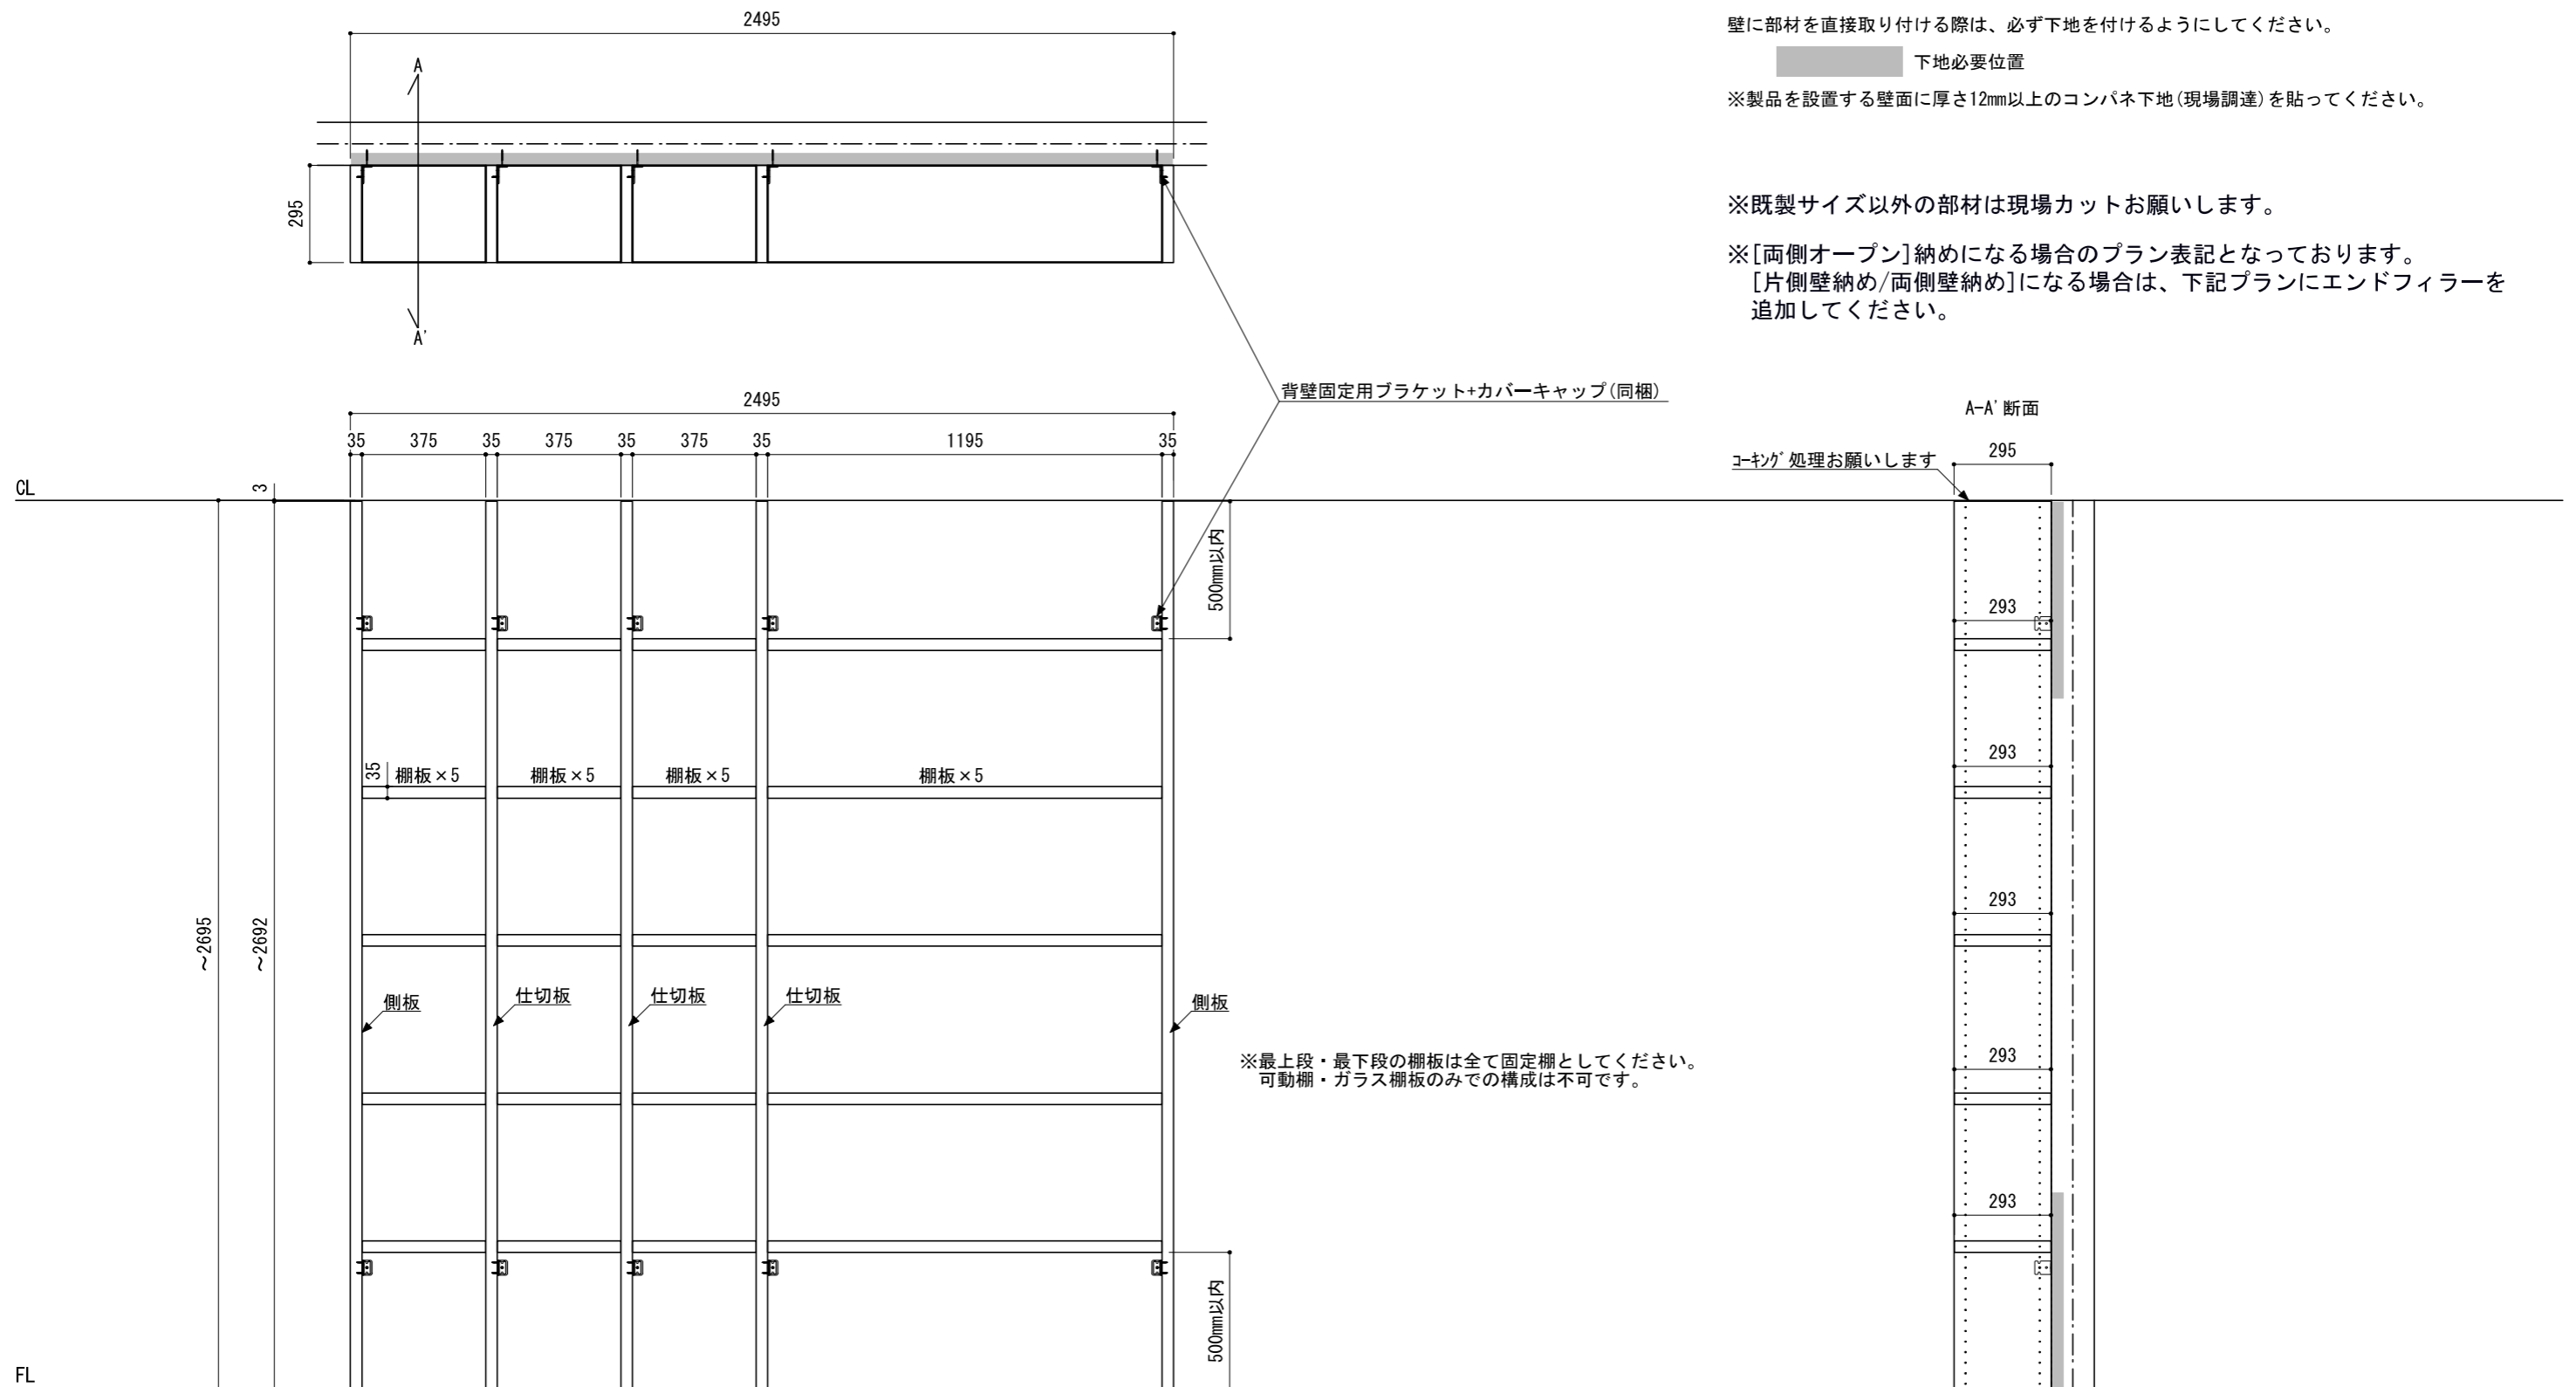 2495
壁に部材を直接取り付ける際は、必ず下地を付けるようにしてください。
下地必要位置
※製品を設置する壁面に厚さ12mm以上のコンパネ下地(現場調達)を貼ってください。
A
295
A'
※既製サイズ以外の部材は現場カットお願いします。
※[両側オープン]納めになる場合のプラン表記となっております。
[片側壁納め/両側壁納め]になる場合は、下記プランにエンドフィラーを
追加してください。
背壁固定用ブラケット+カバーキャップ(同梱)
2495
35 375 35 375 35 375 35 1195 35
A-A'断面
コーキング処理お願いします
295
CL
3
500mm以内
293
293
35
棚板×5 棚板×5 棚板×5 棚板×5
293
~2695
~2692
側板 仕切板 仕切板 仕切板 側板
※最上段・最下段の棚板は全て固定棚としてください。
可動棚・ガラス棚板のみでの構成は不可です。
293
293
500mm以内
FL